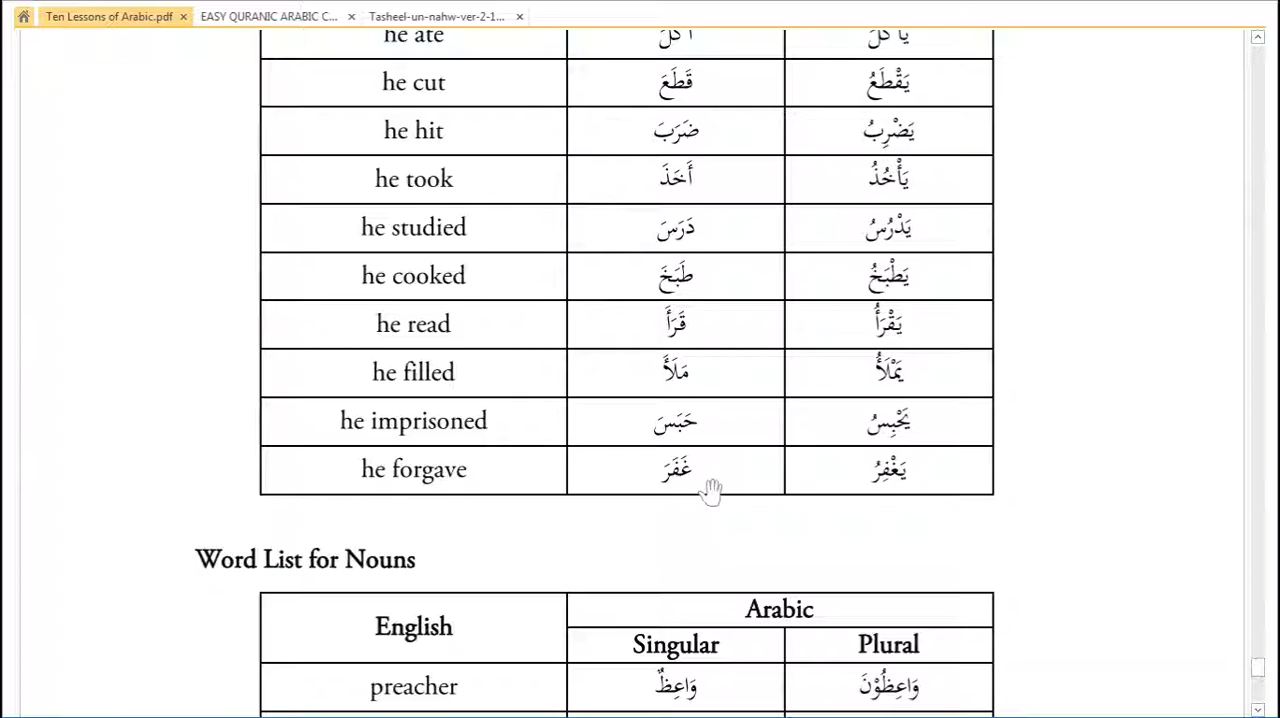 Ten Lessons of Arabic.pdf EASY QURANIC ARABIC C... Tasheel-un-nahw-ver-2-1...
he ate أَكَلَ يَأْكُلُ
he cut قَطَعَ يَقْطَعُ
he hit ضَرَبَ يَضْرِبُ
he took أَخَذَ يَأْخُذُ
he studied دَرَسَ يَدْرُسُ
he cooked طَبَخَ يَطْبَخُ
he read قَرَأَ يَقْرَأُ
he filled مَلَأَ يَمْلَأُ
he imprisoned حَبَسَ يَحْبِسُ
he forgave غَفَرَ يَغْفِرُ
Word List for Nouns
English Arabic
Singular Plural
preacher وَاعِظٌ وَاعِظُوْنَ